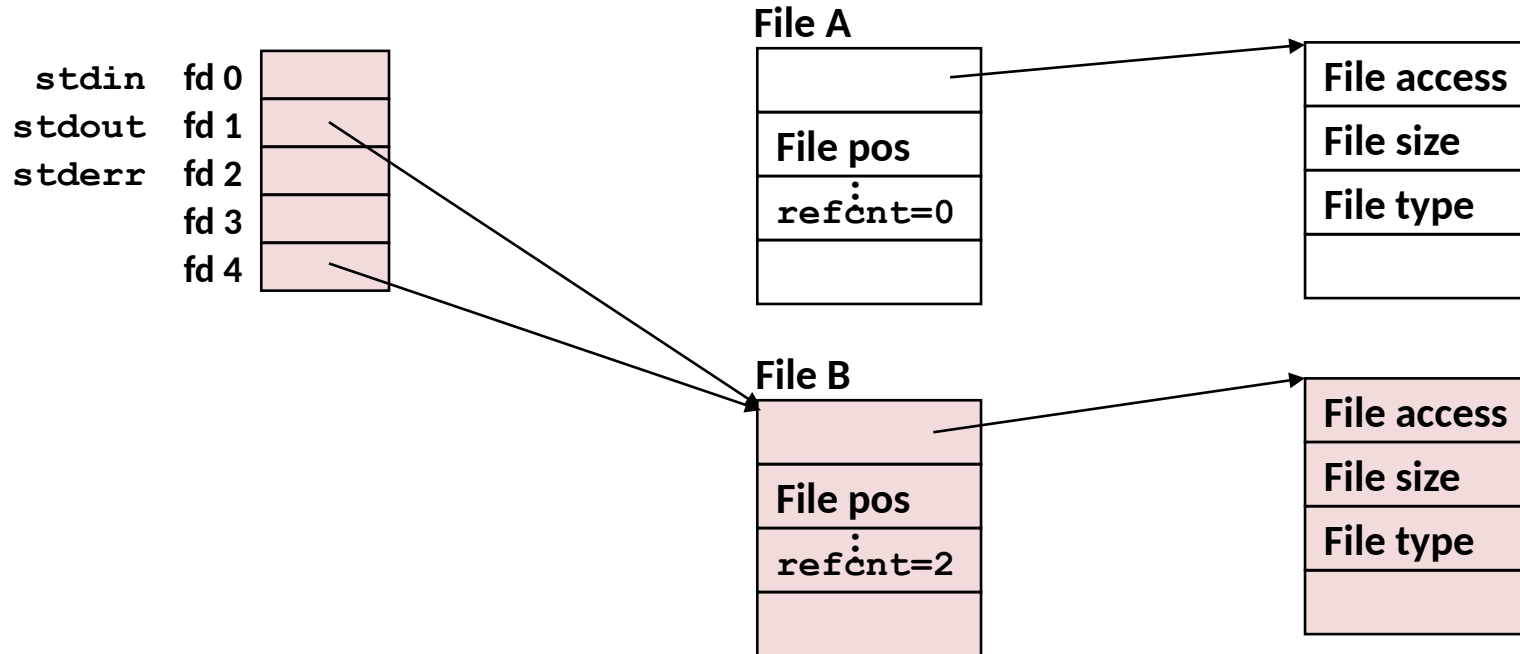 File A
stdin fd 0
stdout fd 1
stderr fd 2
fd 3
fd 4
File pos
refcnt=0
File access
File size
File type
File B
File pos
refcnt=2
File access
File size
File type